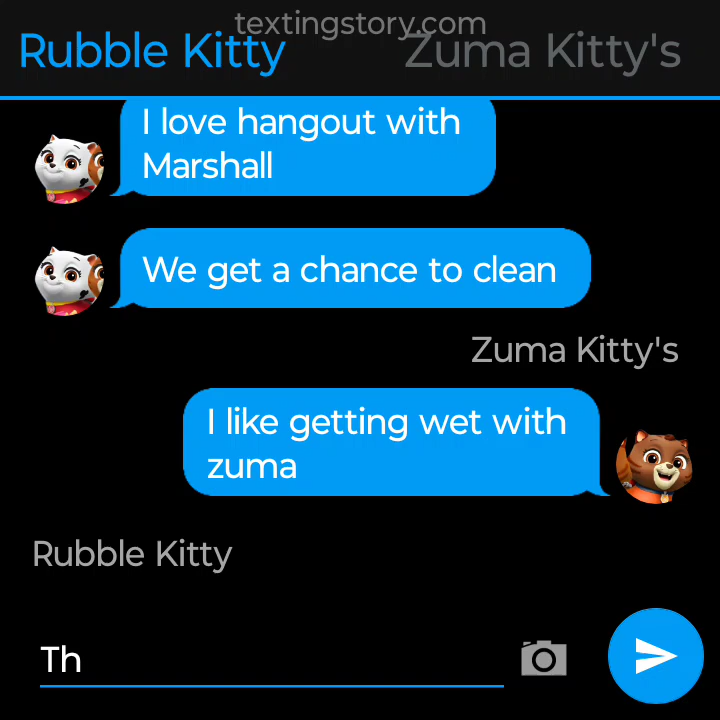 textingstory.com
Rubble Kitty
Zuma Kitty's
I love hangout with
Marshall
We get a chance to clean
Zuma Kitty's
I like getting wet with
zuma
Rubble Kitty
Th